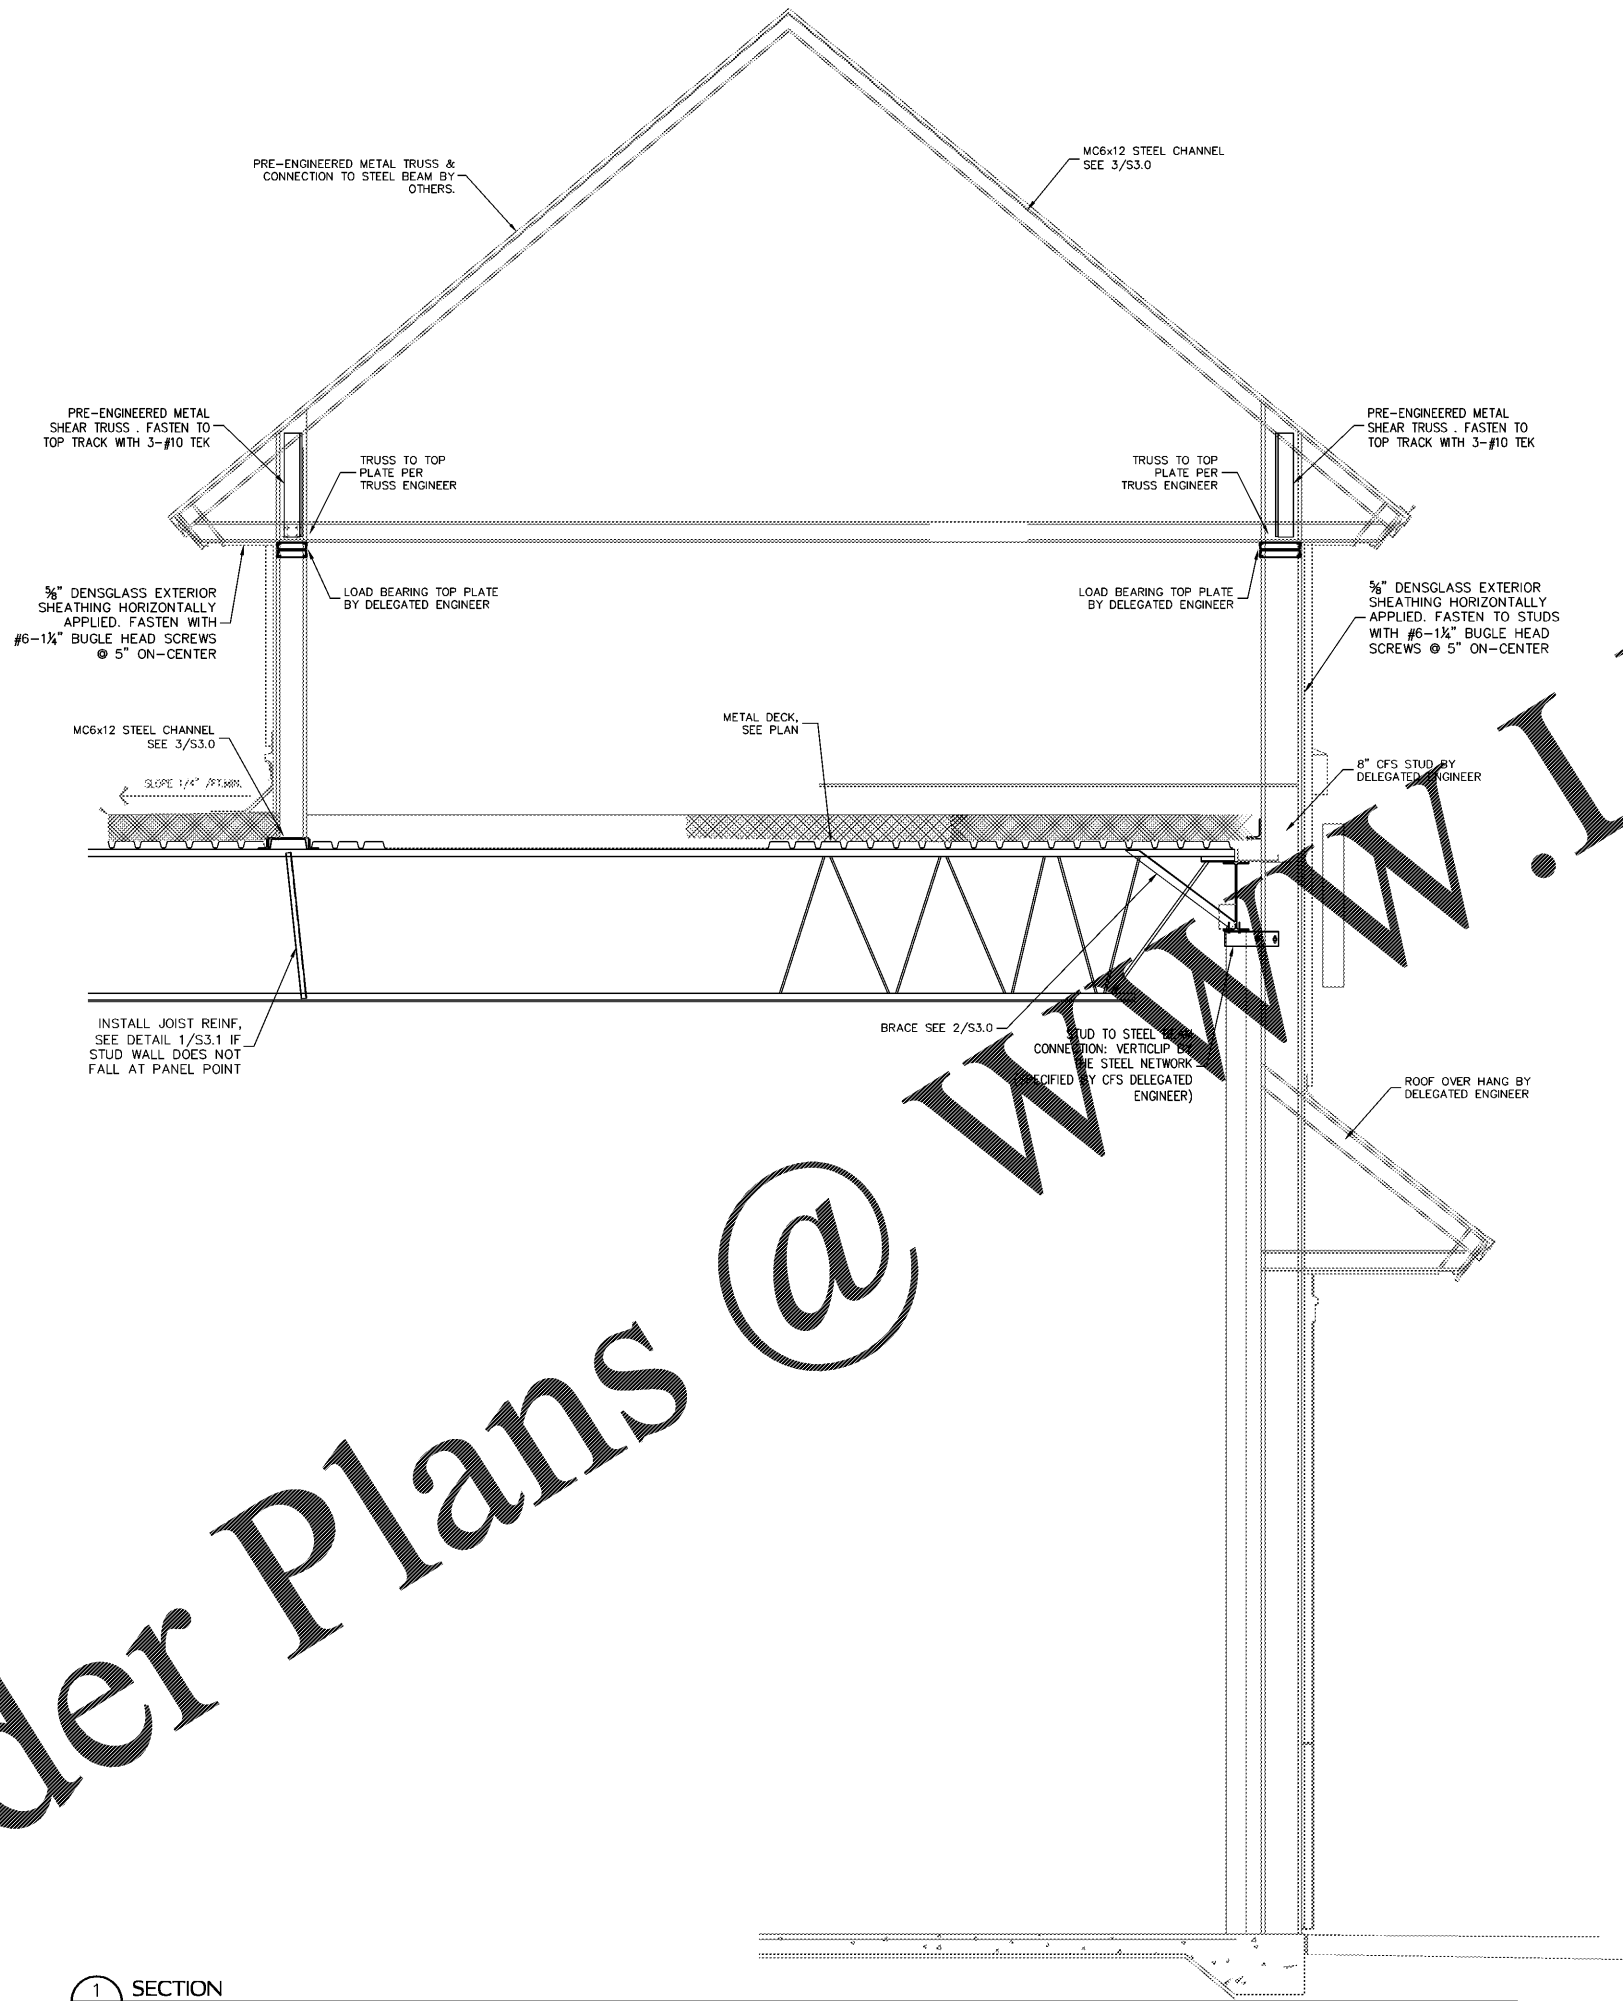 PRE-ENGINEERED METAL TRUSS &
CONNECTION TO STEEL BEAM BY
OTHERS.
MC6x12 STEEL CHANNEL
SEE 3/S3.0
PRE-ENGINEERED METAL
SHEAR TRUSS . FASTEN TO
TOP TRACK WITH 3-#10 TEK
TRUSS TO TOP
PLATE PER
TRUSS ENGINEER
TRUSS TO TOP
PLATE PER
TRUSS ENGINEER
PRE-ENGINEERED METAL
SHEAR TRUSS . FASTEN TO
TOP TRACK WITH 3-#10 TEK
⅝" DENSGLASS EXTERIOR
SHEATHING HORIZONTALLY
APPLIED. FASTEN WITH
#6-1¼" BUGLE HEAD SCREWS
@ 5" ON-CENTER
LOAD BEARING TOP PLATE
BY DELEGATED ENGINEER
LOAD BEARING TOP PLATE
BY DELEGATED ENGINEER
⅝" DENSGLASS EXTERIOR
SHEATHING HORIZONTALLY
APPLIED. FASTEN TO STUDS
WITH #6-1¼" BUGLE HEAD
SCREWS @ 5" ON-CENTER
MC6x12 STEEL CHANNEL
SEE 3/S3.0
METAL DECK,
SEE PLAN
SLOPE 1/4" /FT.MIN.
8" CFS STUD BY
DELEGATED ENGINEER
INSTALL JOIST REINF,
SEE DETAIL 1/S3.1 IF
STUD WALL DOES NOT
FALL AT PANEL POINT
BRACE SEE 2/S3.0
STUD TO STEEL BEAM
CONNECTION: VERTICLIP BY
THE STEEL NETWORK
(SPECIFIED BY CFS DELEGATED
ENGINEER)
ROOF OVER HANG BY
DELEGATED ENGINEER
der Plans @ www.
1 SECTION